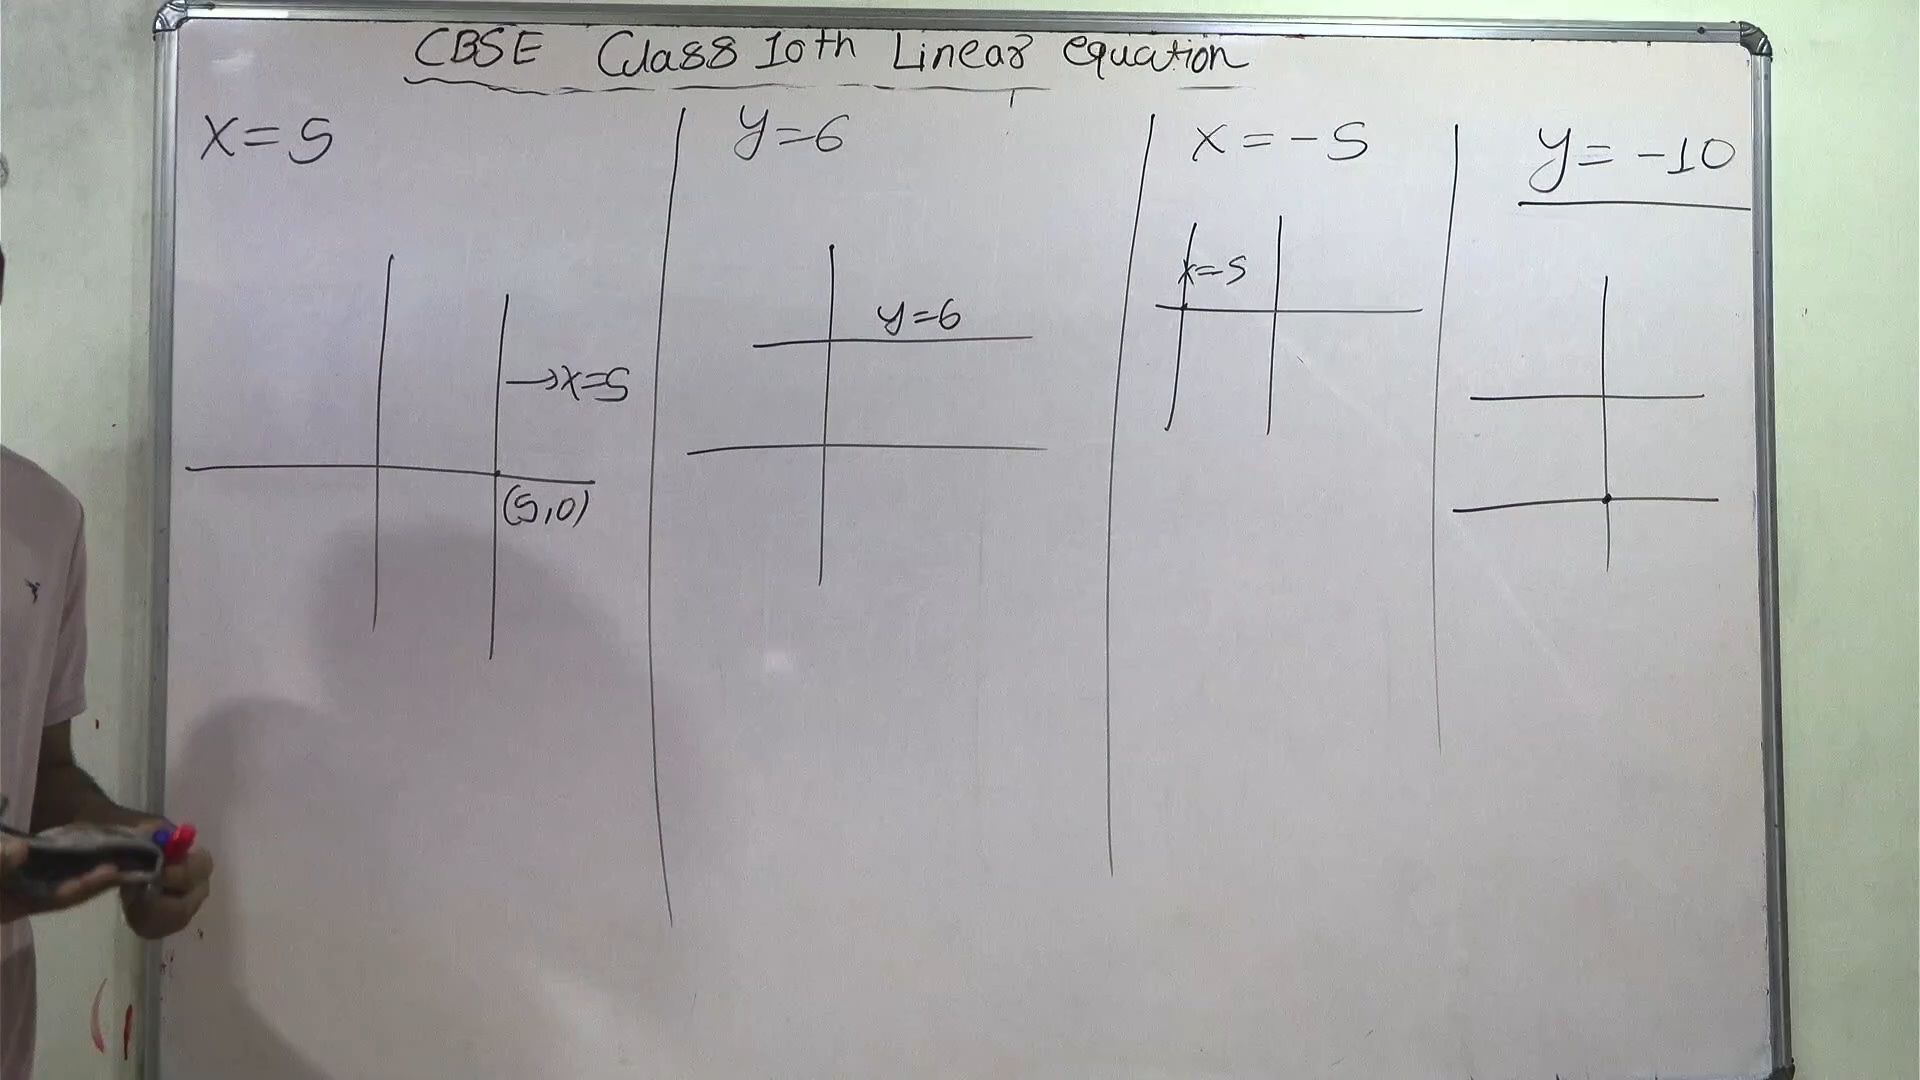 CBSE Class 10th Linear equation
x=5
y=6
x=-5
y=-10
→x=5
(5,0)
y=6
x=-5